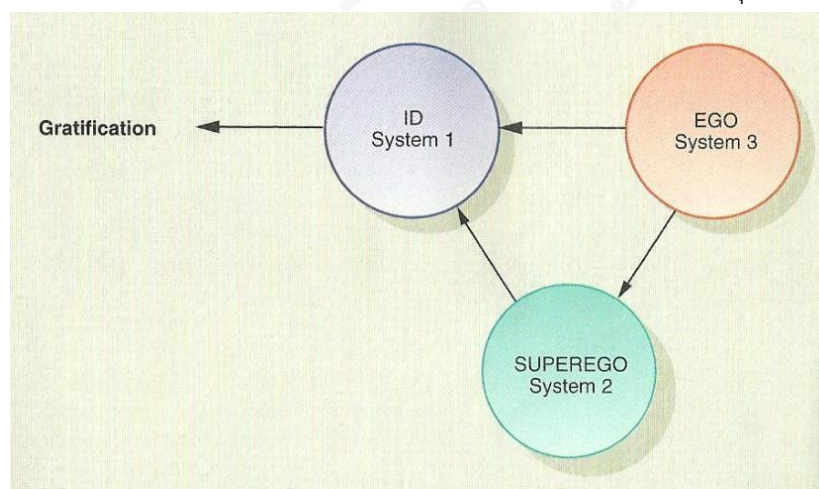 Gratification
ID
System 1
EGO
System 3
SUPEREGO
System 2